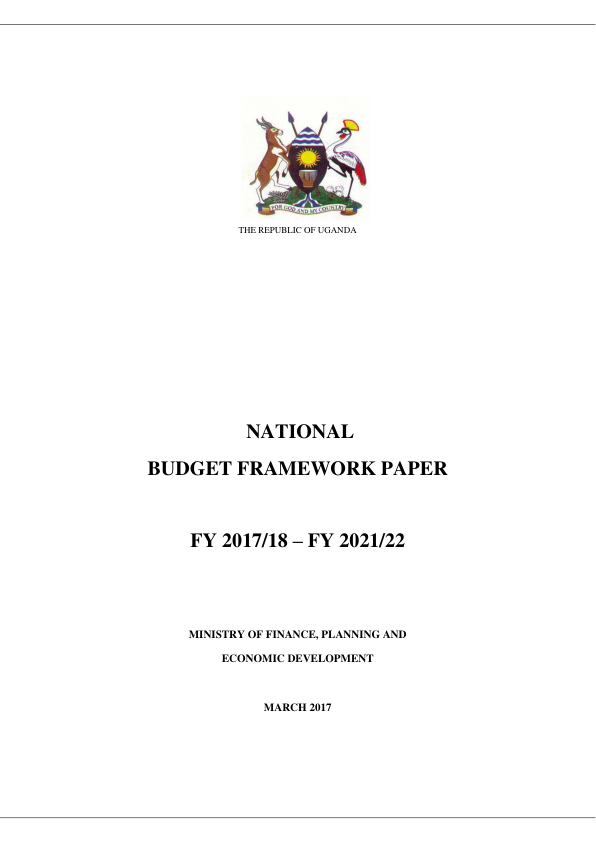 FOR GOD AND MY COUNTRY
THE REPUBLIC OF UGANDA
NATIONAL
BUDGET FRAMEWORK PAPER
FY 2017/18 – FY 2021/22
MINISTRY OF FINANCE, PLANNING AND
ECONOMIC DEVELOPMENT
MARCH 2017